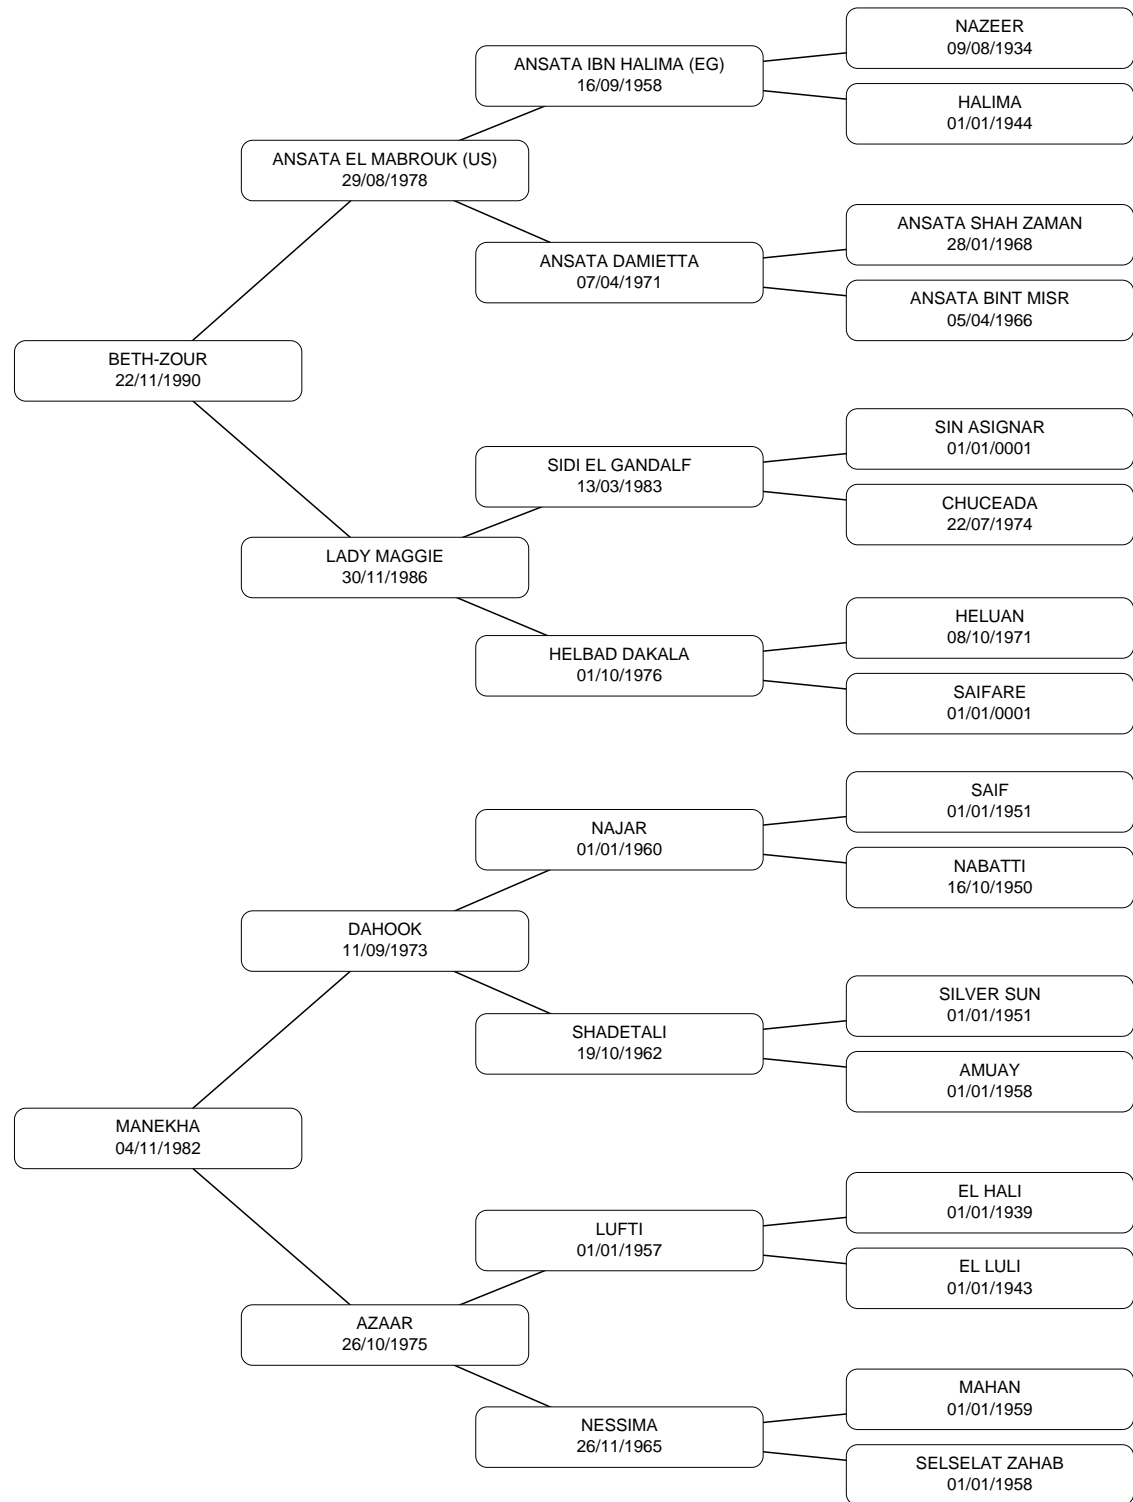 NAZEER
09/08/1934
ANSATA IBN HALIMA (EG)
16/09/1958
HALIMA
01/01/1944
ANSATA EL MABROUK (US)
29/08/1978
ANSATA SHAH ZAMAN
28/01/1968
ANSATA DAMIETTA
07/04/1971
ANSATA BINT MISR
05/04/1966
BETH-ZOUR
22/11/1990
SIN ASIGNAR
01/01/0001
SIDI EL GANDALF
13/03/1983
CHUCEADA
22/07/1974
LADY MAGGIE
30/11/1986
HELUAN
08/10/1971
HELBAD DAKALA
01/10/1976
SAIFARE
01/01/0001
SAIF
01/01/1951
NAJAR
01/01/1960
NABATTI
16/10/1950
DAHOOK
11/09/1973
SILVER SUN
01/01/1951
SHADETALI
19/10/1962
AMUAY
01/01/1958
MANEKHA
04/11/1982
EL HALI
01/01/1939
LUFTI
01/01/1957
EL LULI
01/01/1943
AZAAR
26/10/1975
MAHAN
01/01/1959
NESSIMA
26/11/1965
SELSELAT ZAHAB
01/01/1958